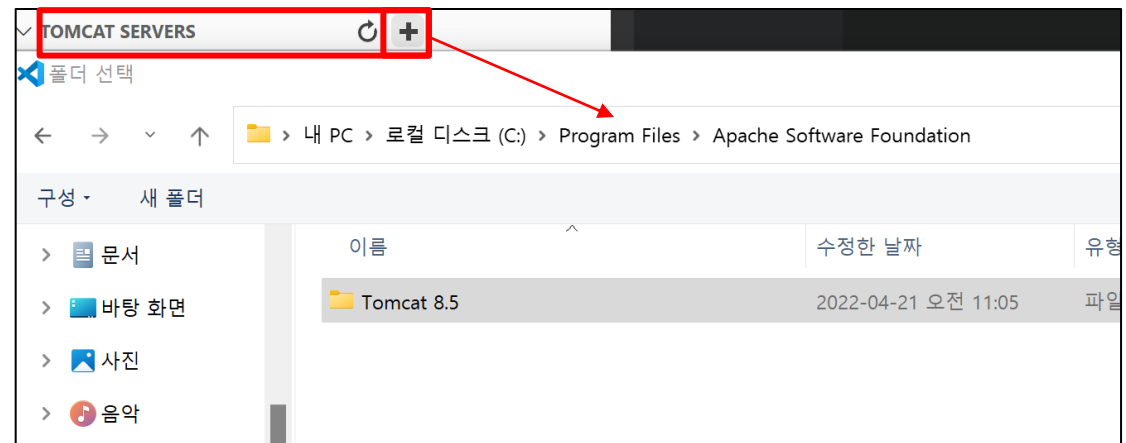 TOMCAT SERVERS
폴더 선택
내 PC > 로컬 디스크 (C:) > Program Files > Apache Software Foundation
구성 새 폴더
이름 수정한 날짜 유형
문서
Tomcat 8.5 2022-04-21 오전 11:05 파일
바탕 화면
사진
음악